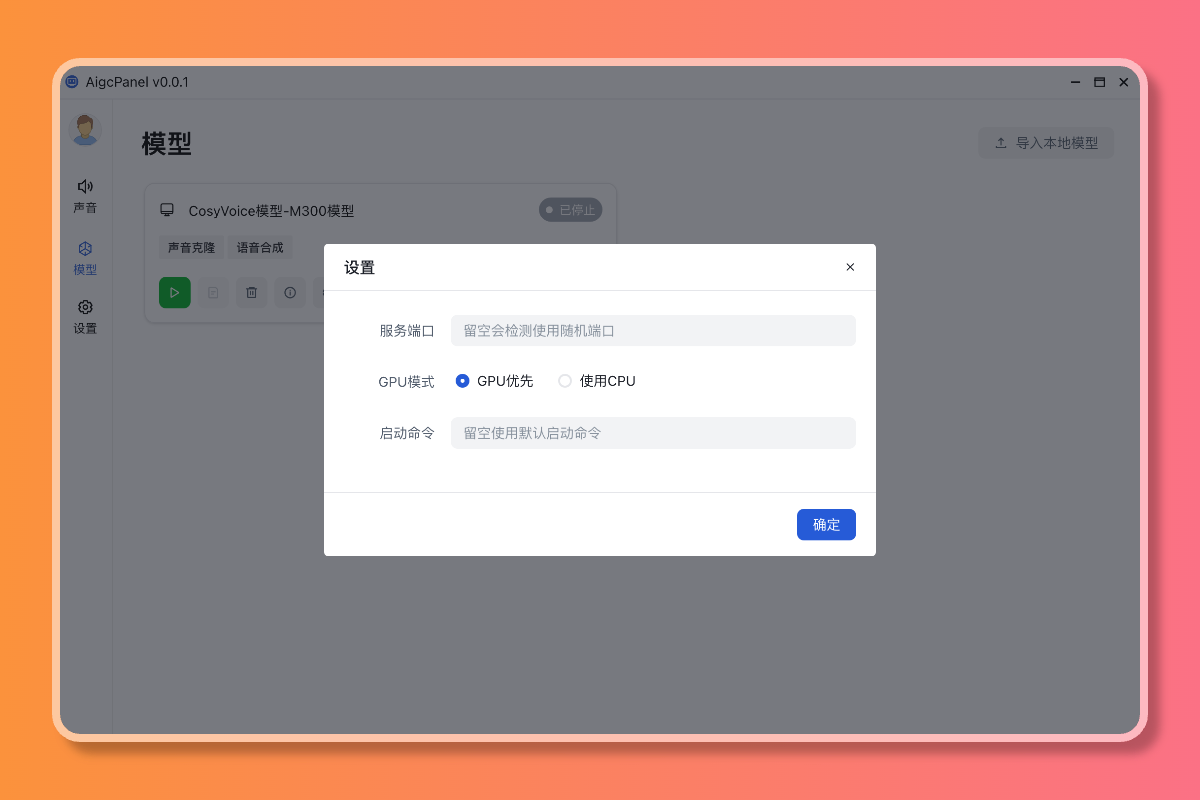 AigcPanel v0.0.1
模型
导入本地模型
声音
模型
设置
CosyVoice模型-M300模型
已停止
声音克隆 语音合成
设置
服务端口 留空会检测使用随机端口
GPU模式 GPU优先 使用CPU
启动命令 留空使用默认启动命令
确定